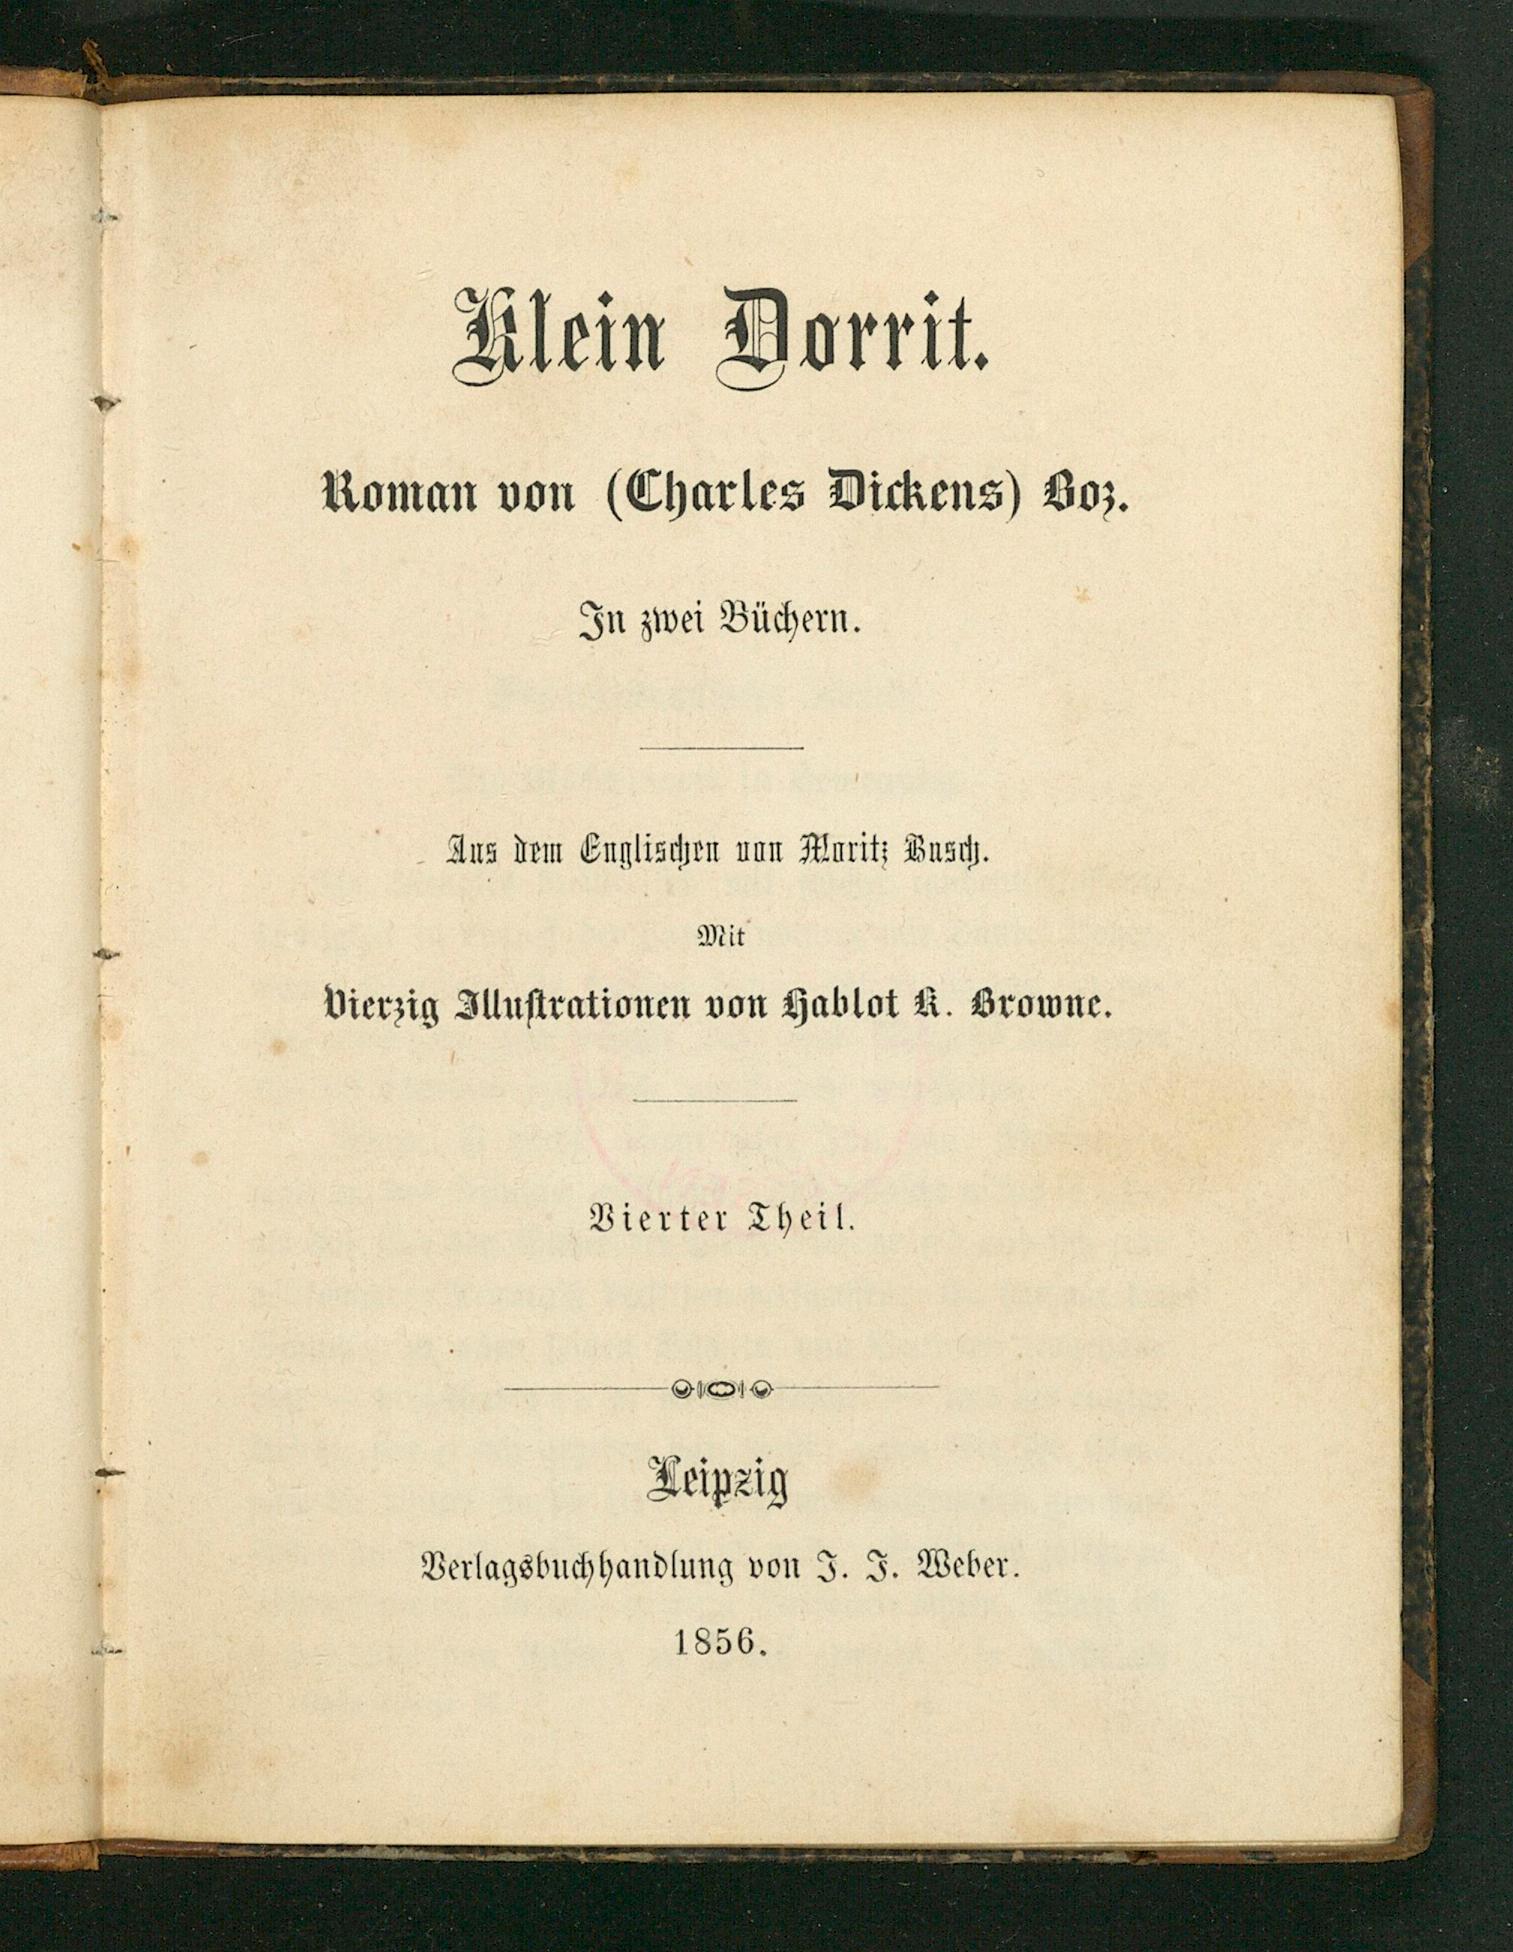 Klein Dorrit.
Roman von (Charles Dickens) Boz.
In zwei Büchern.
Aus dem Englischen von Moritz Busch.
Mit
Vierzig Illustrationen von Hablot K. Browne.
Vierter Theil.
Leipzig
Verlagsbuchhandlung von J. J. Weber.
1856.